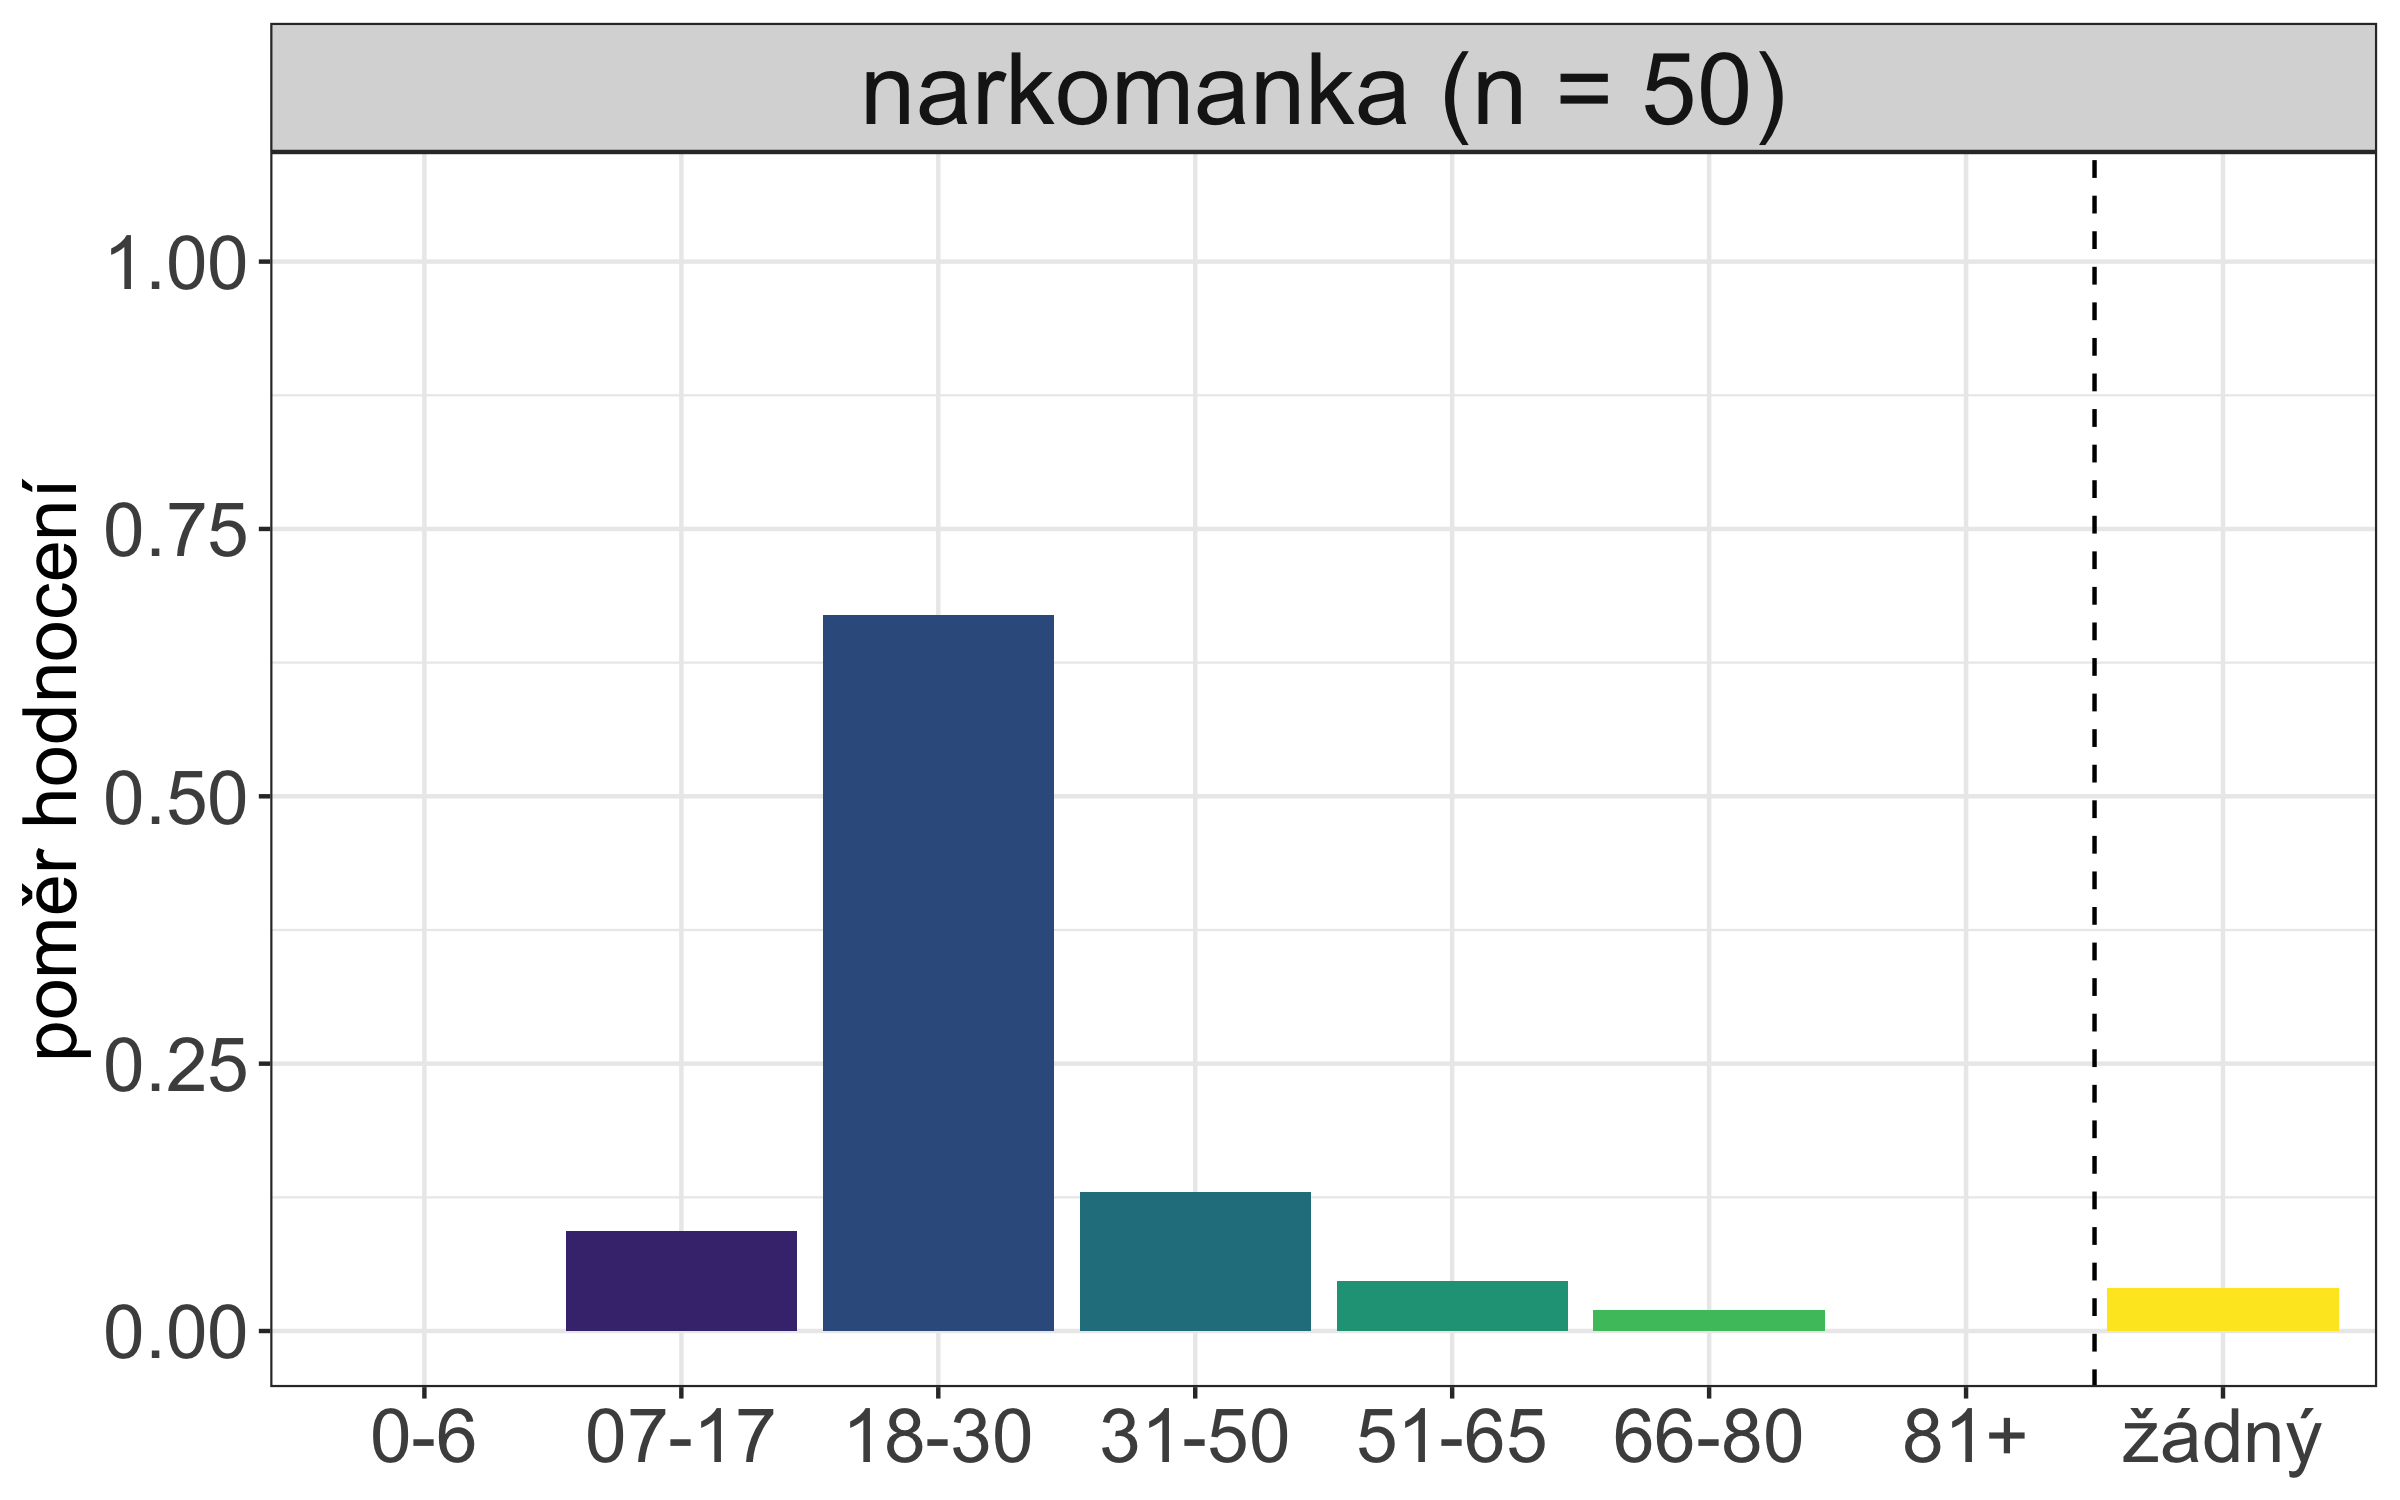 narkomanka (n = 50)
poměr hodnocení
1.00
0.75
0.50
0.25
0.00
0-6 07-17 18-30 31-50 51-65 66-80 81+ žádný